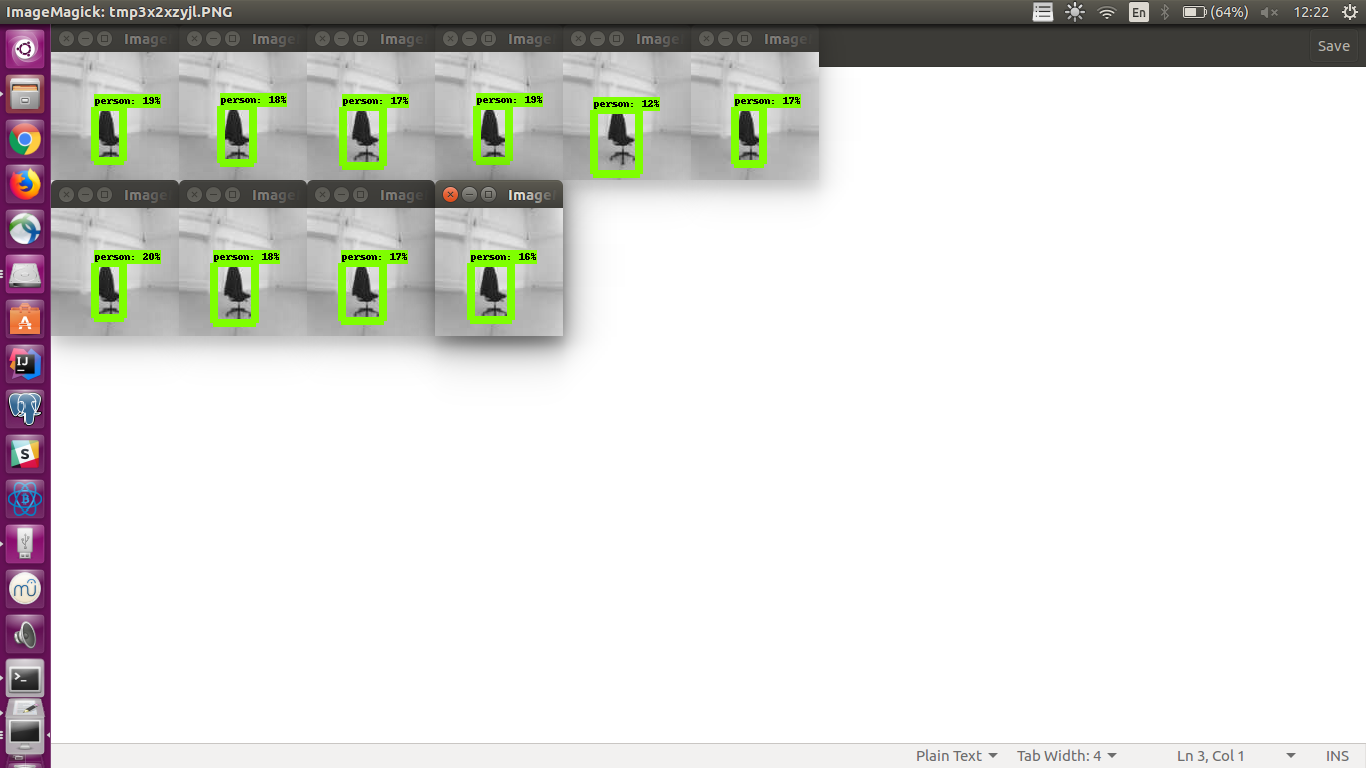 ImageMagick: tmp3x2xzyjl.PNG En (64%) 12:22
Image Image Image Image Image Image
Save
person: 19% person: 18% person: 17% person: 19% person: 12% person: 17%
Image Image Image Image
person: 20% person: 18% person: 17% person: 16%
Plain Text Tab Width: 4 Ln 3, Col 1 INS